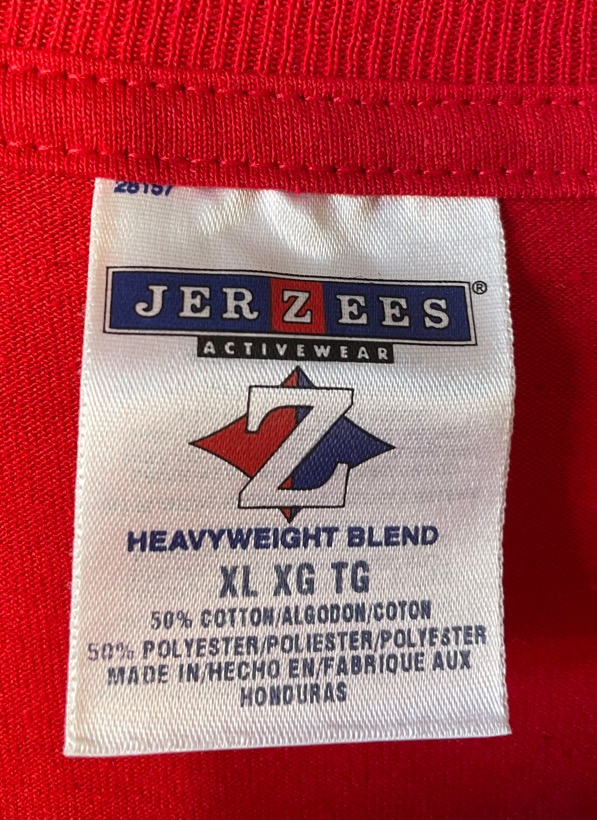 28157
JERZEES®
ACTIVEWEAR
Z
HEAVYWEIGHT BLEND
XL XG TG
50% COTTON/ALGODON/COTON
50% POLYESTER/POLIESTER/POLYESTER
MADE IN/HECHO EN/FABRIQUE AUX
HONDURAS